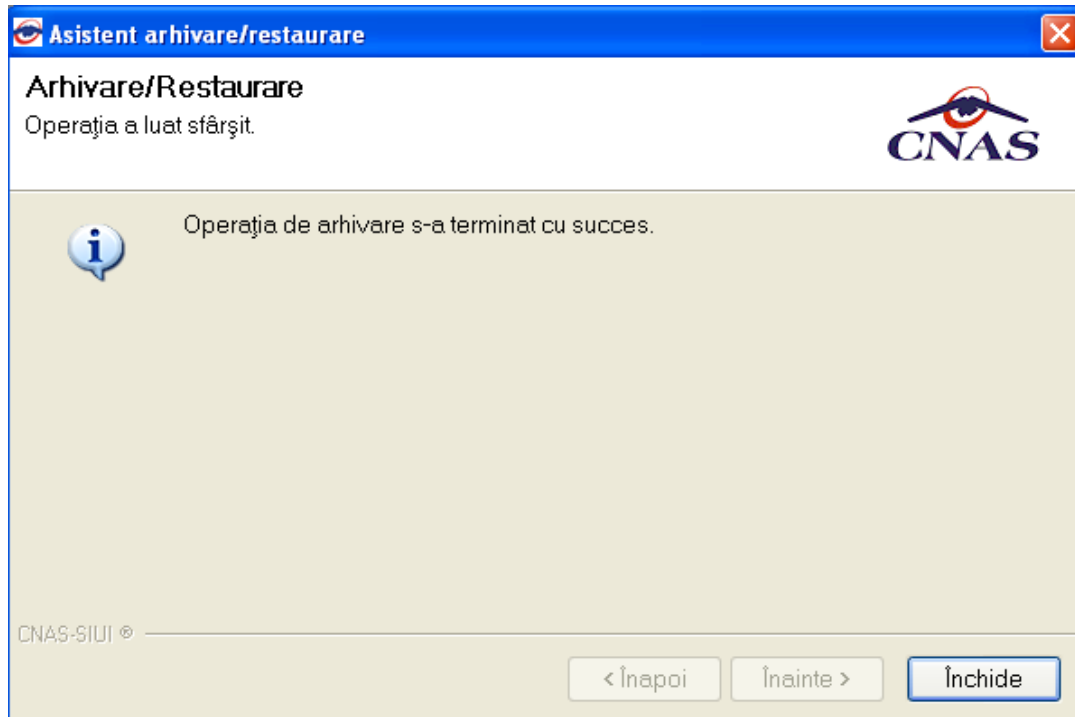 Asistent arhivare/restaurare
Arhivare/Restaurare
Operaţia a luat sfârşit.
CNAS
Operaţia de arhivare s-a terminat cu succes.
CNAS-SIUI ®
< Înapoi
Înainte >
Închide